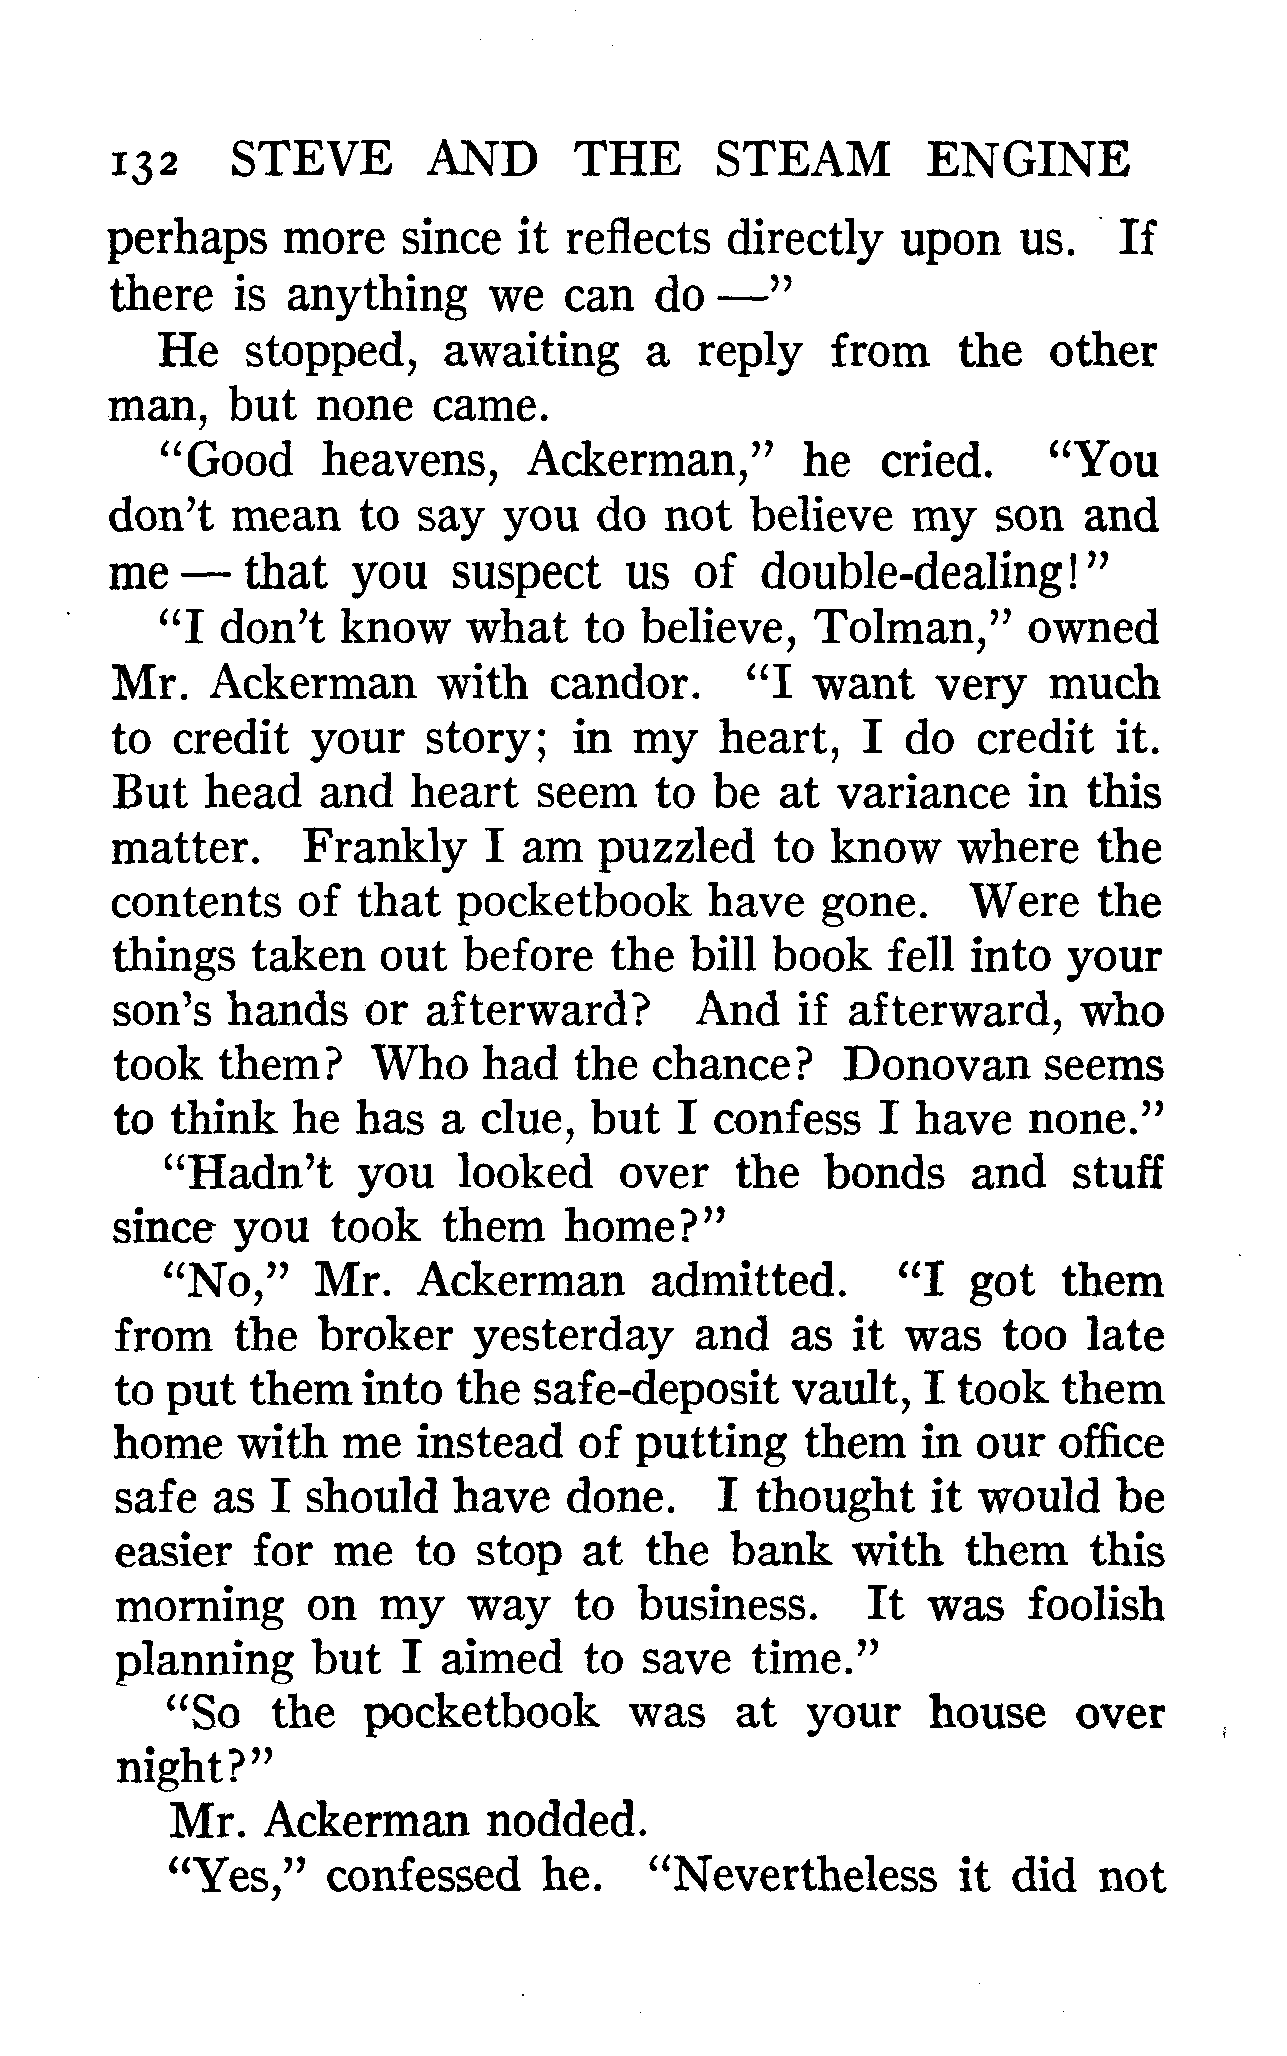 132 STEVE AND THE STEAM ENGINE
perhaps more since it reflects directly upon us. If
there is anything we can do —"
He stopped, awaiting a reply from the other
man, but none came.
"Good heavens, Ackerman," he cried. "You
don't mean to say you do not believe my son and
me — that you suspect us of double-dealing!"
"I don't know what to believe, Tolman," owned
Mr. Ackerman with candor. "I want very much
to credit your story; in my heart, I do credit it.
But head and heart seem to be at variance in this
matter. Frankly I am puzzled to know where the
contents of that pocketbook have gone. Were the
things taken out before the bill book fell into your
son's hands or afterward? And if afterward, who
took them? Who had the chance? Donovan seems
to think he has a clue, but I confess I have none."
"Hadn't you looked over the bonds and stuff
since you took them home?"
"No," Mr. Ackerman admitted. "I got them
from the broker yesterday and as it was too late
to put them into the safe-deposit vault, I took them
home with me instead of putting them in our office
safe as I should have done. I thought it would be
easier for me to stop at the bank with them this
morning on my way to business. It was foolish
planning but I aimed to save time."
"So the pocketbook was at your house over
night?"
Mr. Ackerman nodded.
"Yes," confessed he. "Nevertheless it did not